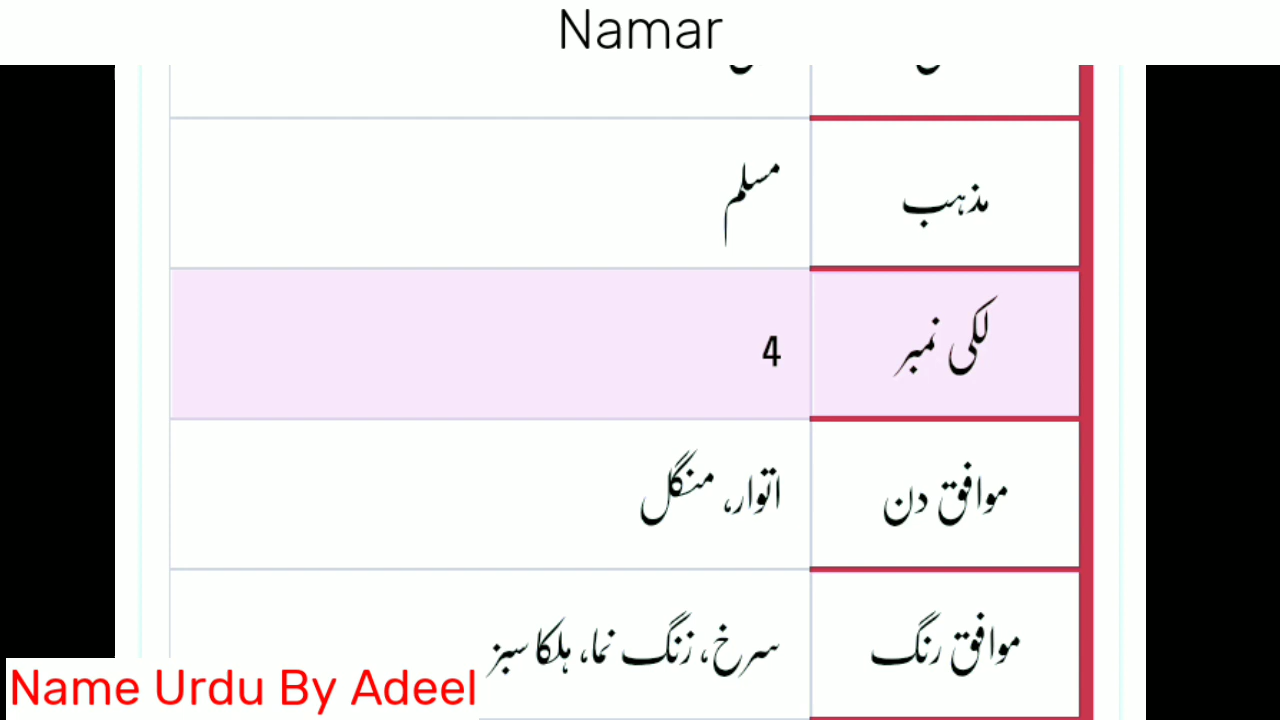 Namar
مذہب مسلم
لکی نمبر 4
موافق دن اتوار، منگل
موافق رنگ سرخ، زنگ نما، ہلکا سبز
Name Urdu By Adeel